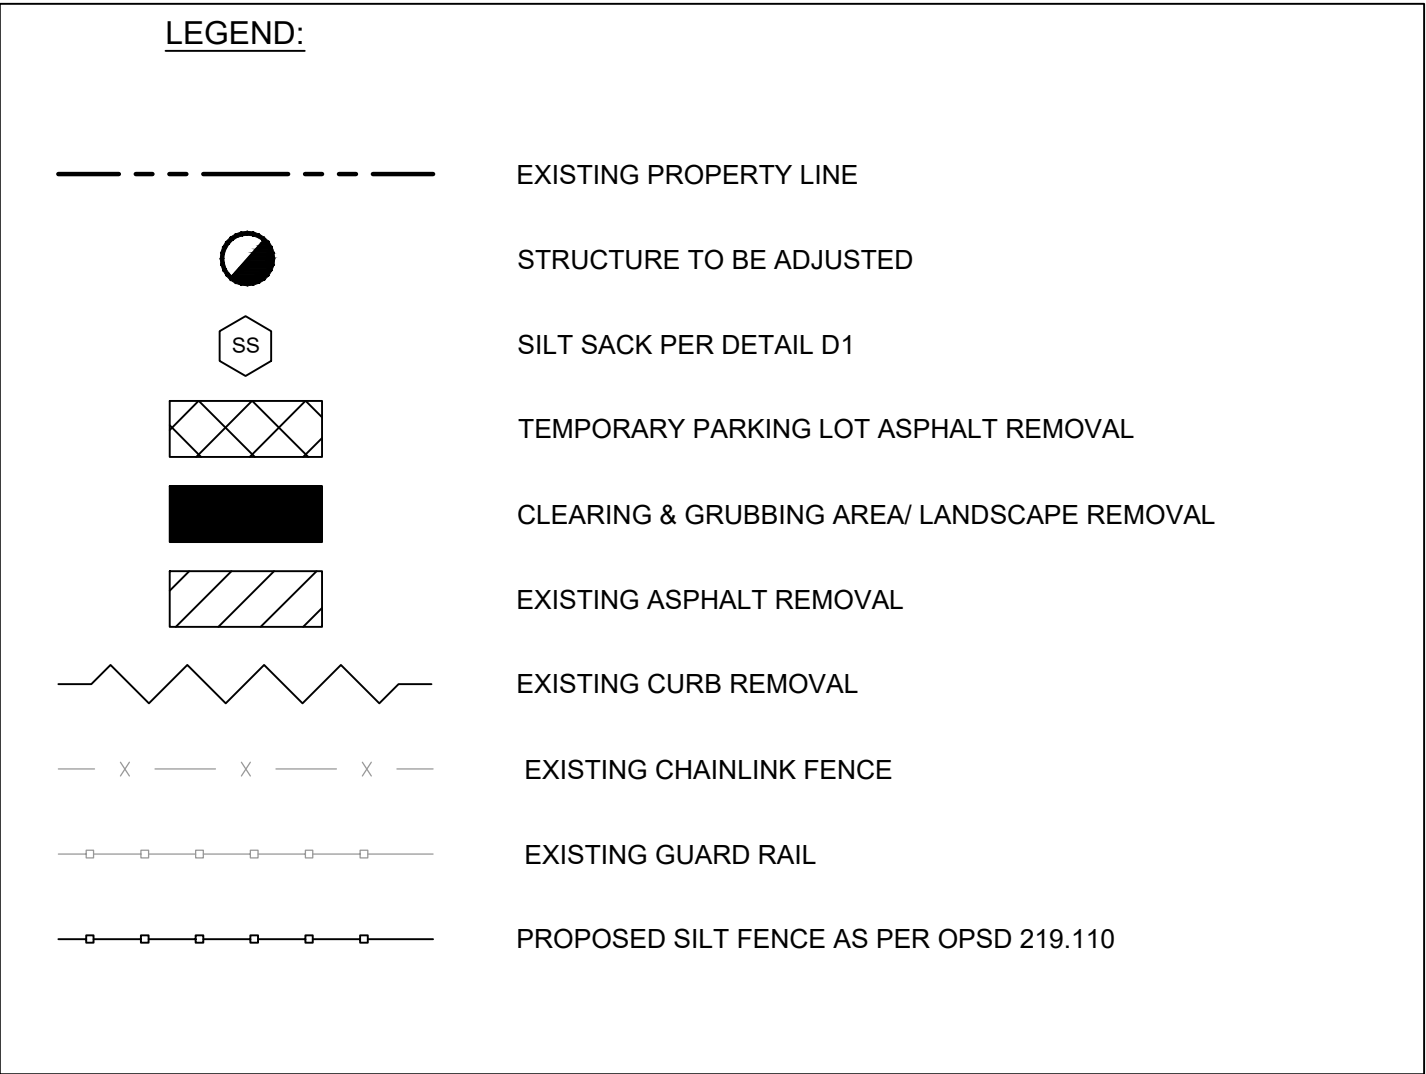 LEGEND:
EXISTING PROPERTY LINE
STRUCTURE TO BE ADJUSTED
SS SILT SACK PER DETAIL D1
TEMPORARY PARKING LOT ASPHALT REMOVAL
CLEARING & GRUBBING AREA/ LANDSCAPE REMOVAL
EXISTING ASPHALT REMOVAL
EXISTING CURB REMOVAL
X X X EXISTING CHAINLINK FENCE
EXISTING GUARD RAIL
PROPOSED SILT FENCE AS PER OPSD 219.110